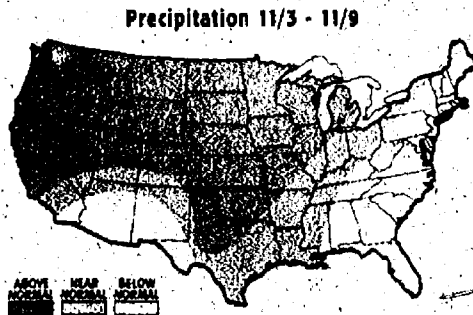 Precipitation 11/3 - 11/9
ABOVE NORMAL
NEAR NORMAL
BELOW NORMAL